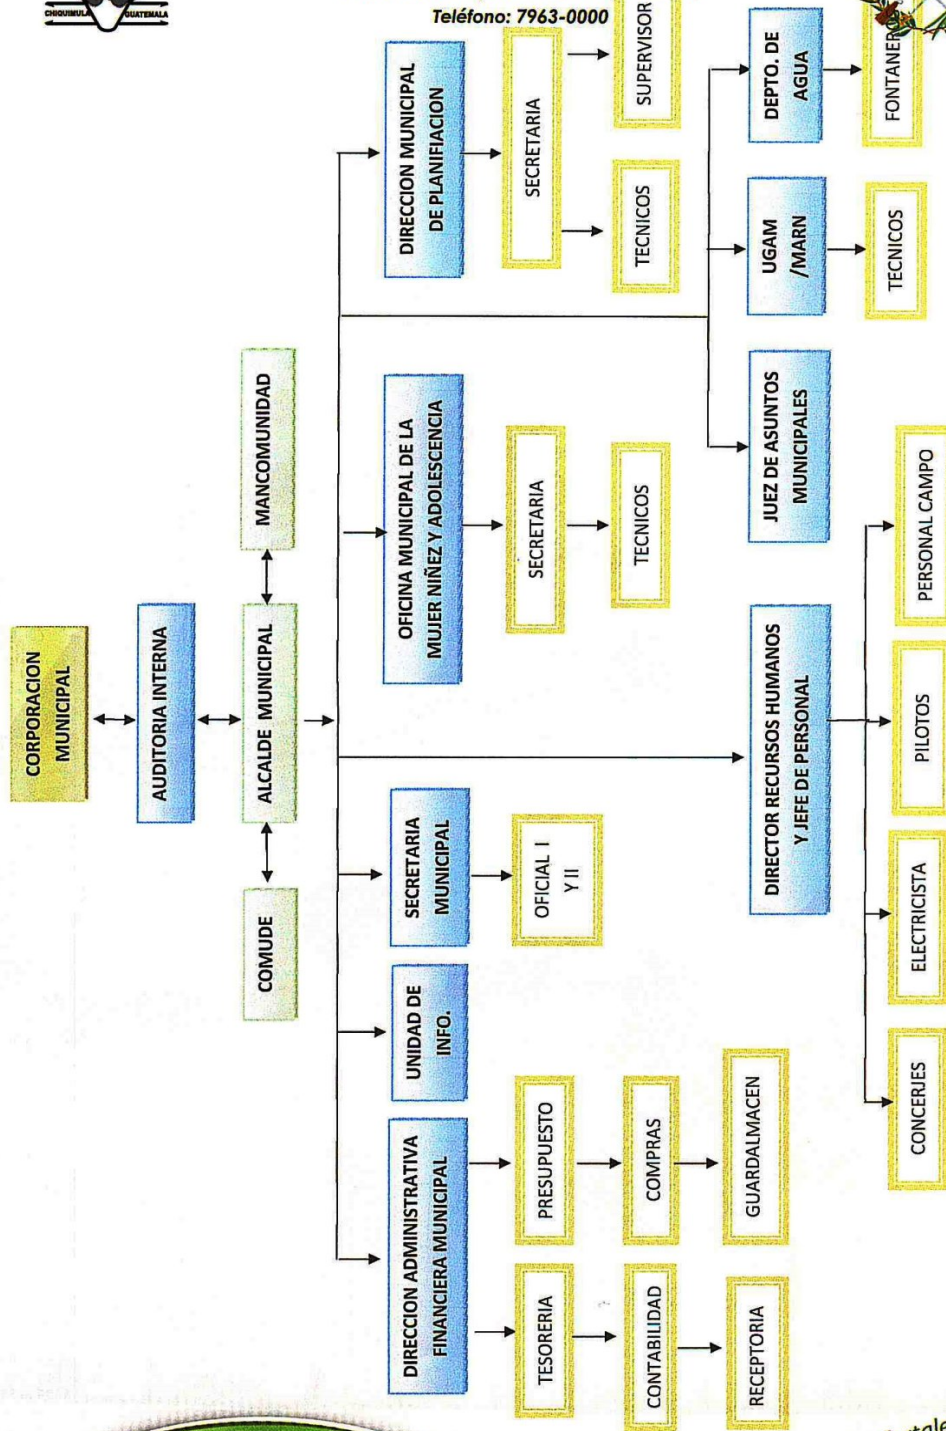 CHIQUIMULA
GUATEMALA
Teléfono: 7963-0000
CORPORACION
MUNICIPAL
AUDITORIA INTERNA
COMUDE
ALCALDE MUNICIPAL
MANCOMUNIDAD
DIRECCION ADMINISTRATIVA
FINANCIERA MUNICIPAL
UNIDAD DE
INFO.
SECRETARIA
MUNICIPAL
OFICINA MUNICIPAL DE LA
MUJER NIÑEZ Y ADOLESCENCIA
DIRECCION MUNICIPAL
DE PLANIFIACION
TESORERIA
PRESUPUESTO
OFICIAL I
Y II
SECRETARIA
SECRETARIA
CONTABILIDAD
COMPRAS
TECNICOS
TECNICOS
SUPERVISOR
RECEPTORIA
GUARDALMACEN
DIRECTOR RECURSOS HUMANOS
Y JEFE DE PERSONAL
JUEZ DE ASUNTOS
MUNICIPALES
UGAM
/MARN
DEPTO. DE
AGUA
CONCERJES
ELECTRICISTA
PILOTOS
PERSONAL CAMPO
TECNICOS